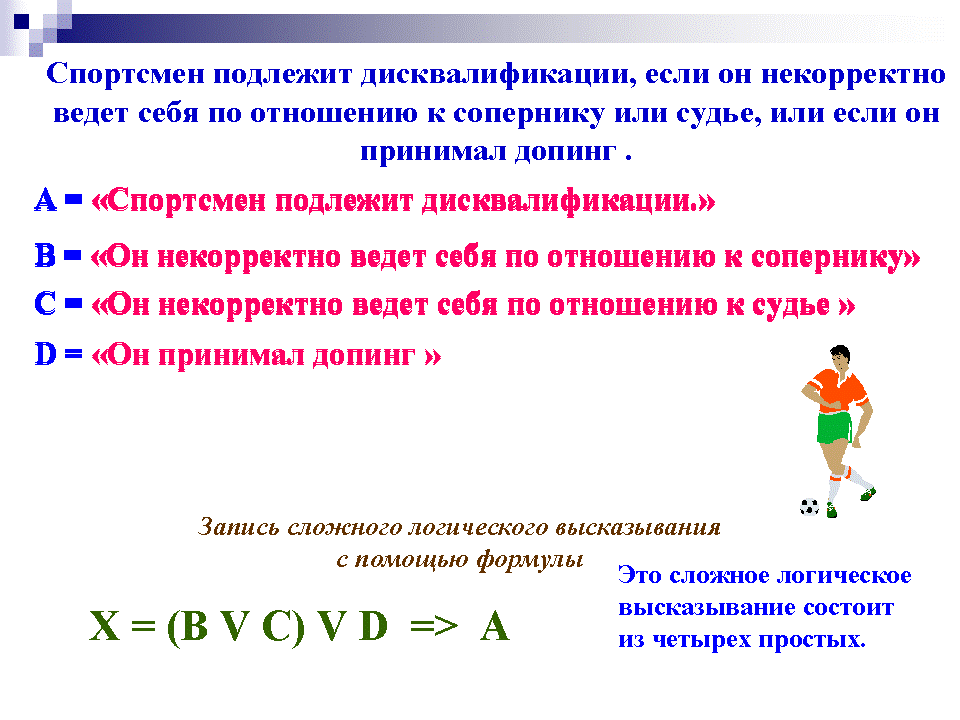 Спортсмен подлежит дисквалификации, если он некорректно
ведет себя по отношению к сопернику или судье, или если он
принимал допинг .
A = «Спортсмен подлежит дисквалификации.»
B = «Он некорректно ведет себя по отношению к сопернику»
C = «Он некорректно ведет себя по отношению к судье »
D = «Он принимал допинг »
Запись сложного логического высказывания
с помощью формулы
Это сложное логическое
высказывание состоит
из четырех простых.
X = (B V C) V D => A